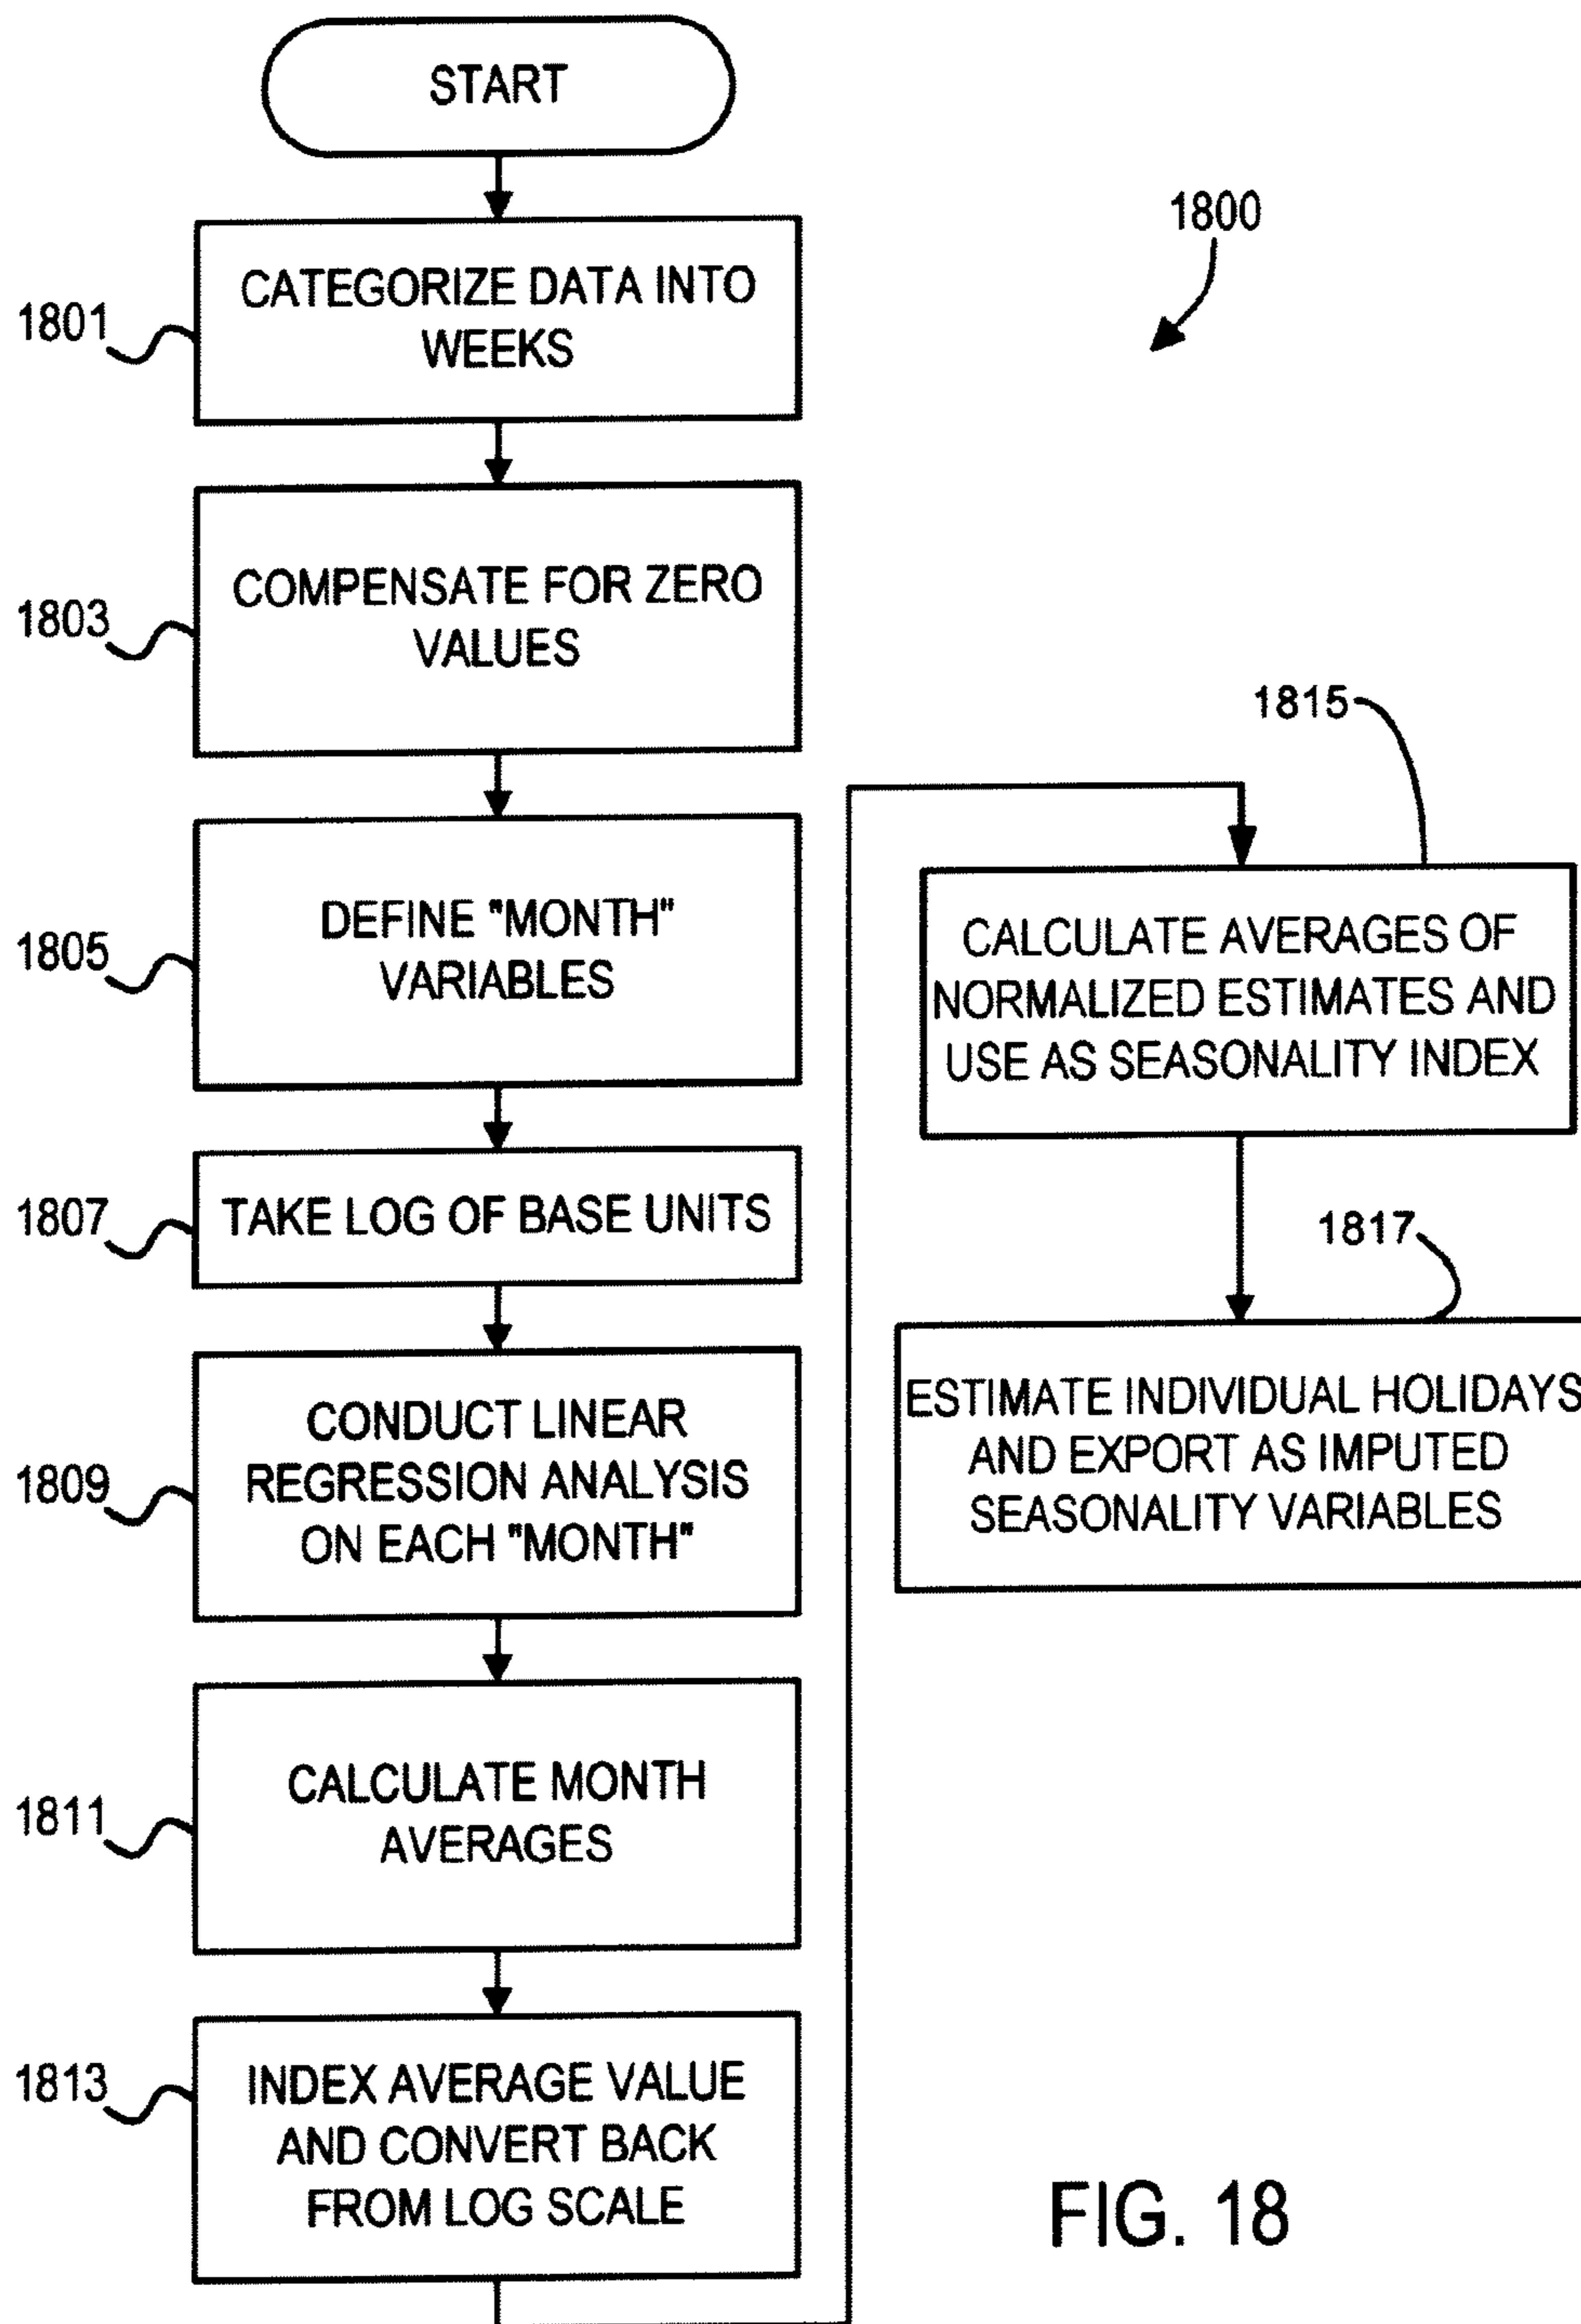 START
1800
1801
CATEGORIZE DATA INTO
WEEKS
1803
COMPENSATE FOR ZERO
VALUES
1805
DEFINE "MONTH"
VARIABLES
1807
TAKE LOG OF BASE UNITS
1809
CONDUCT LINEAR
REGRESSION ANALYSIS
ON EACH "MONTH"
1811
CALCULATE MONTH
AVERAGES
1813
INDEX AVERAGE VALUE
AND CONVERT BACK
FROM LOG SCALE
1815
CALCULATE AVERAGES OF
NORMALIZED ESTIMATES AND
USE AS SEASONALITY INDEX
1817
ESTIMATE INDIVIDUAL HOLIDAYS
AND EXPORT AS IMPUTED
SEASONALITY VARIABLES
FIG. 18